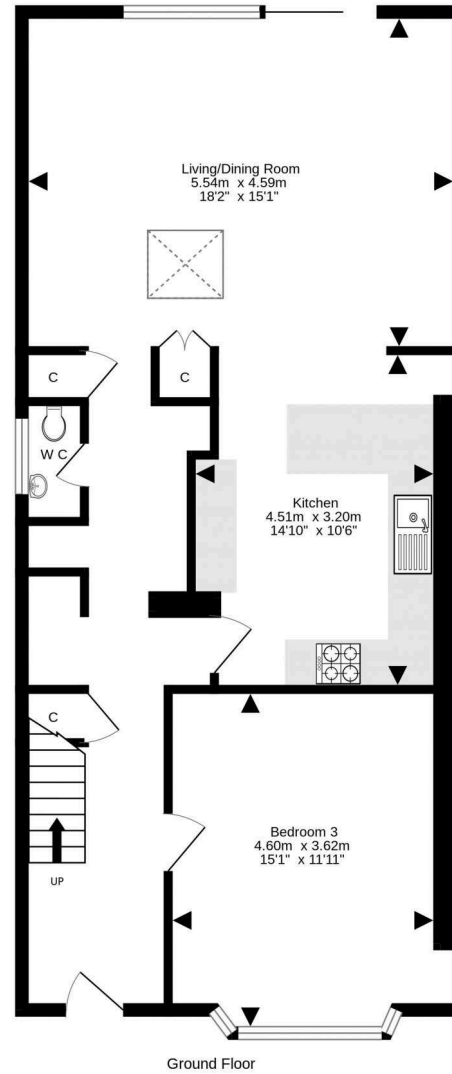 Living/Dining Room
5.54m x 4.59m
18'2" x 15'1"
C
C
W C
Kitchen
4.51m x 3.20m
14'10" x 10'6"
C
Bedroom 3
4.60m x 3.62m
15'1" x 11'11"
UP
Ground Floor